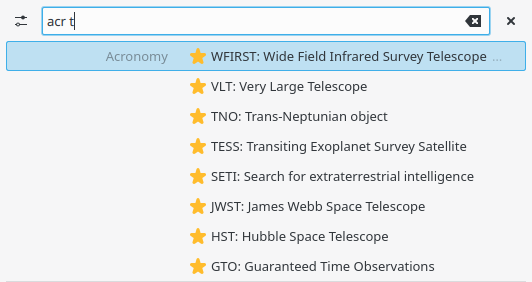 acr t
Acronomy WFIRST: Wide Field Infrared Survey Telescope ...
VLT: Very Large Telescope
TNO: Trans-Neptunian object
TESS: Transiting Exoplanet Survey Satellite
SETI: Search for extraterrestrial intelligence
JWST: James Webb Space Telescope
HST: Hubble Space Telescope
GTO: Guaranteed Time Observations